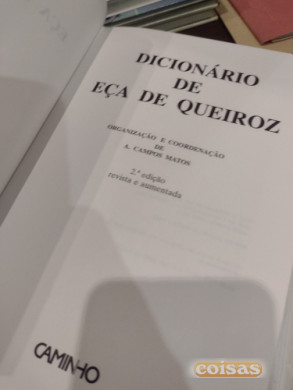 DICIONÁRIO
DE
EÇA DE QUEIROZ
ORGANIZAÇÃO E COORDENAÇÃO
DE
A. CAMPOS MATOS
2.ª edição
revista e aumentada
CAMINHO
coisas